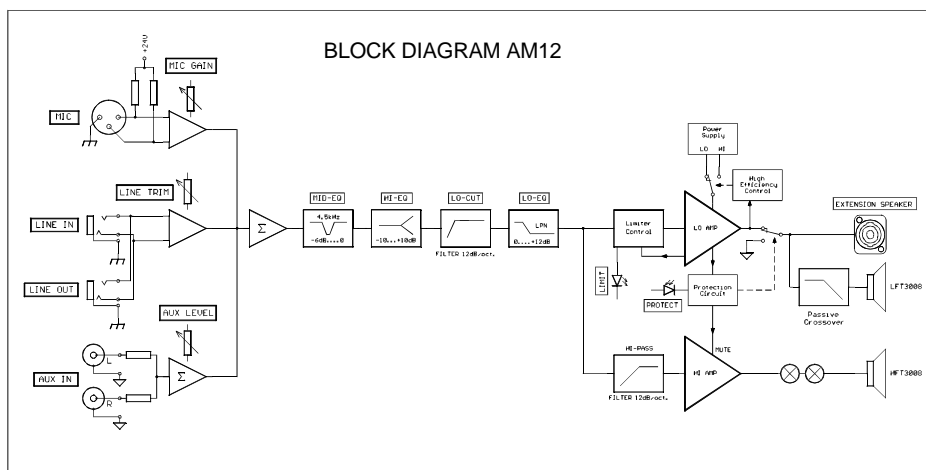 BLOCK DIAGRAM AM12
+24V
MIC GAIN
MIC
LINE TRIM
LINE IN
LINE OUT
AUX LEVEL
AUX IN
L
R
Σ
Σ
MID-EQ
4,5kHz
-6dB....0
HI-EQ
-10...+10dB
LO-CUT
FILTER 12dB/oct.
LO-EQ
LPN
0....+12dB
Limiter
Control
LIMIT
Power
Supply
LO HI
High
Efficiency
Control
LO AMP
PROTECT
Protection
Circuit
EXTENSION SPEAKER
LFT3008
Passive
Crossover
HI-PASS
FILTER 12dB/oct.
MUTE
HI AMP
HFT3008